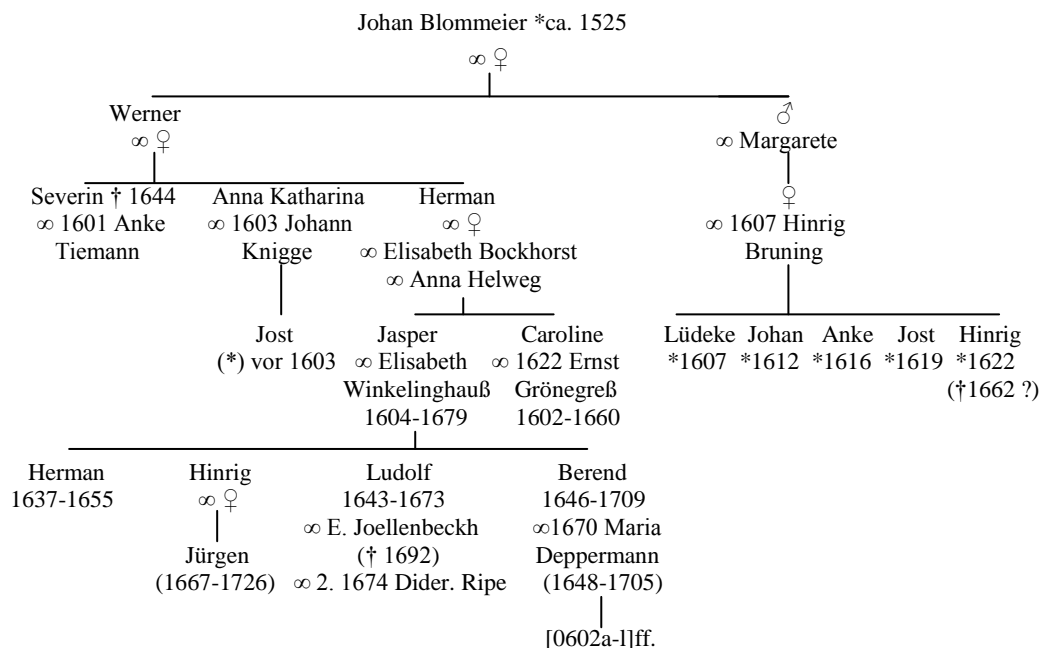 Johan Blommeier *ca. 1525
∞ ♀
Werner
∞ ♀
♂
∞ Margarete
Severin † 1644
∞ 1601 Anke
Tiemann
Anna Katharina
∞ 1603 Johann
Knigge
Herman
∞ ♀
∞ Elisabeth Bockhorst
∞ Anna Helweg
♀
∞ 1607 Hinrig
Bruning
Jost
(*) vor 1603
Jasper
∞ Elisabeth
Winkelinghauß
1604-1679
Caroline
∞ 1622 Ernst
Grönegreß
1602-1660
Lüdeke
*1607
Johan
*1612
Anke
*1616
Jost
*1619
Hinrig
*1622
(†1662 ?)
Herman
1637-1655
Hinrig
∞ ♀
Jürgen
(1667-1726)
Ludolf
1643-1673
∞ E. Joellenbeckh
(† 1692)
∞ 2. 1674 Dider. Ripe
Berend
1646-1709
∞1670 Maria
Deppermann
(1648-1705)
[0602a-l]ff.